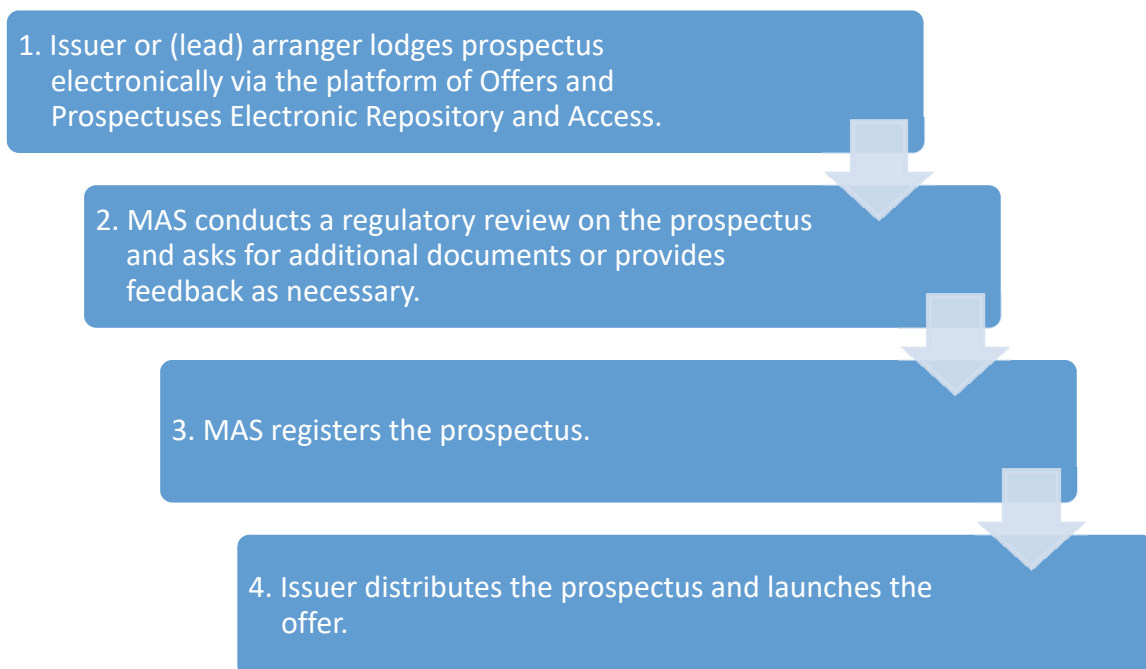 1. Issuer or (lead) arranger lodges prospectus
electronically via the platform of Offers and
Prospectuses Electronic Repository and Access.
2. MAS conducts a regulatory review on the prospectus
and asks for additional documents or provides
feedback as necessary.
3. MAS registers the prospectus.
4. Issuer distributes the prospectus and launches the
offer.